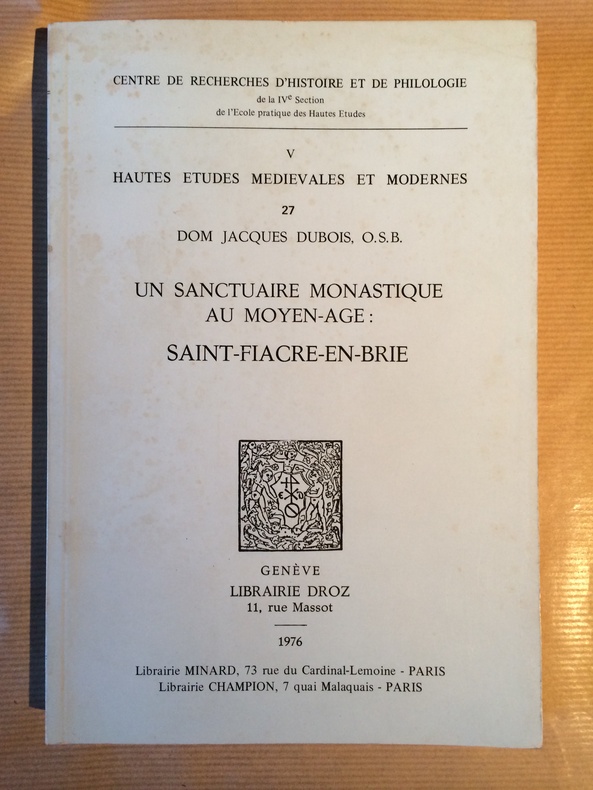 CENTRE DE RECHERCHES D'HISTOIRE ET DE PHILOLOGIE
de la IVe Section
de l'Ecole pratique des Hautes Etudes
V
HAUTES ETUDES MEDIEVALES ET MODERNES
27
DOM JACQUES DUBOIS, O.S.B.
UN SANCTUAIRE MONASTIQUE
AU MOYEN-AGE :
SAINT-FIACRE-EN-BRIE
GENÈVE
LIBRAIRIE DROZ
11, rue Massot
1976
Librairie MINARD, 73 rue du Cardinal-Lemoine - PARIS
Librairie CHAMPION, 7 quai Malaquais - PARIS